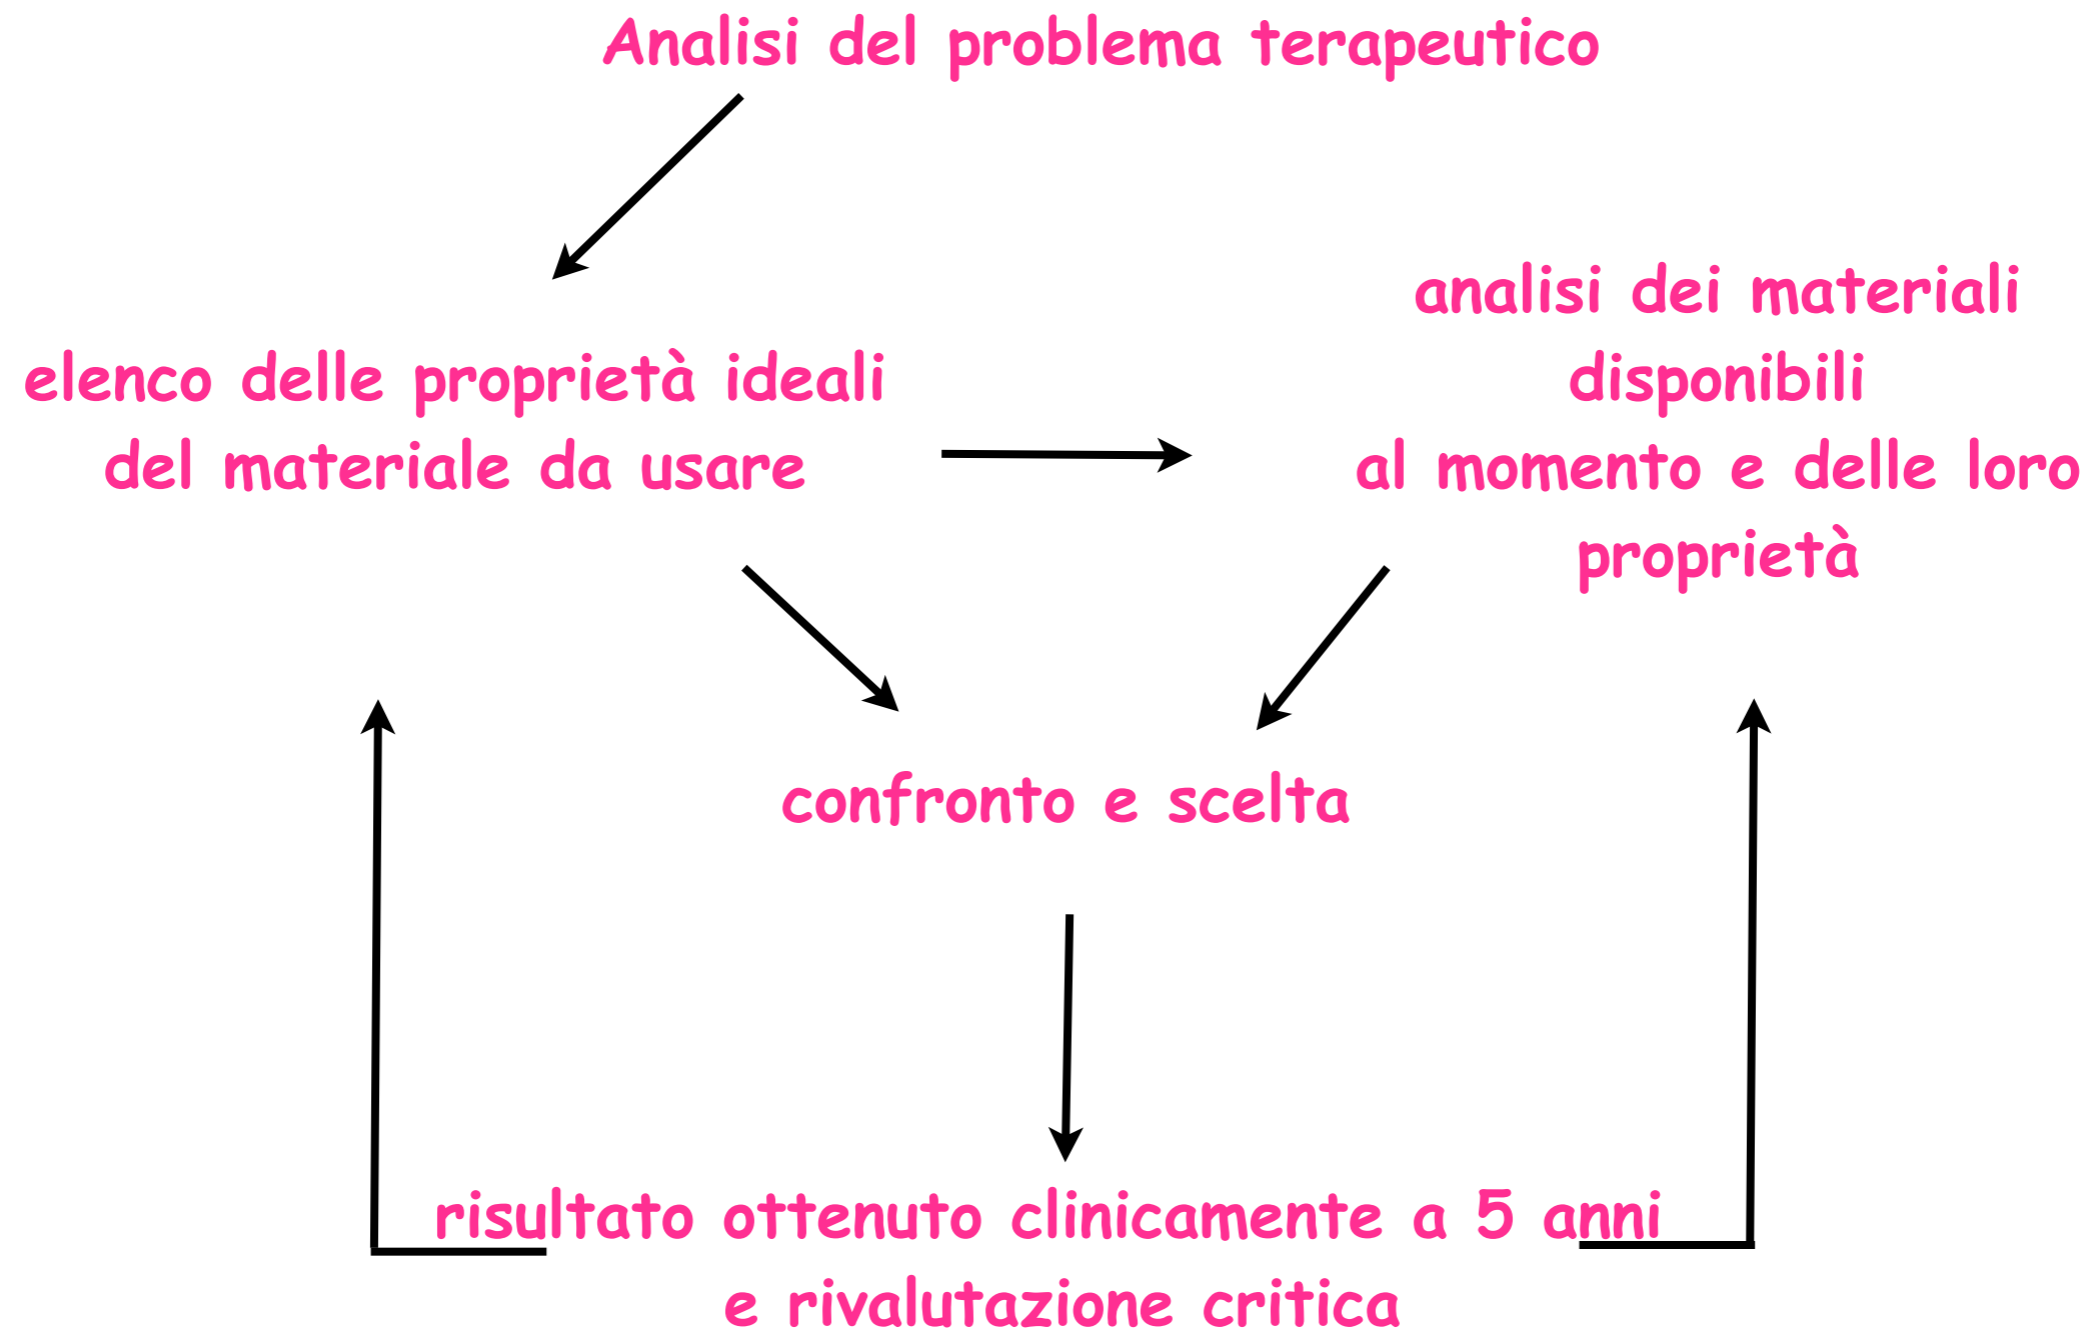 Analisi del problema terapeutico
elenco delle proprietà ideali
del materiale da usare
analisi dei materiali
disponibili
al momento e delle loro
proprietà
confronto e scelta
risultato ottenuto clinicamente a 5 anni
e rivalutazione critica